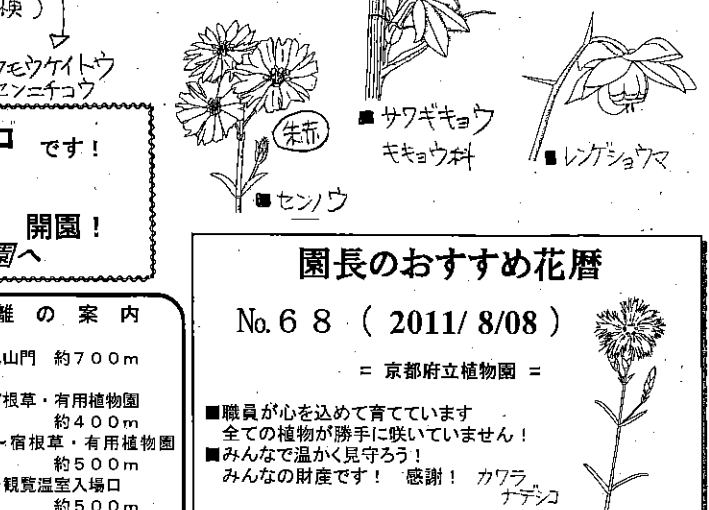 モウケイトウ
センニチコウ
です！
開園！
園へ
朱赤
■センノウ
■サワギキョウ
キキョウ科
■レンゲショウマ
の 案 内
山門 約７００ｍ
根草・有用植物園
約４００ｍ
～宿根草・有用植物園
約５００ｍ
観覧温室入場口
約５００ｍ
園長のおすすめ花暦
No.６８（ 2011/ 8/08 ）
= 京都府立植物園 =
■職員が心を込めて育てています
全ての植物が勝手に咲いていません！
■みんなで温かく見守ろう！
みんなの財産です！ 感謝！
カワラ
ナデシコ